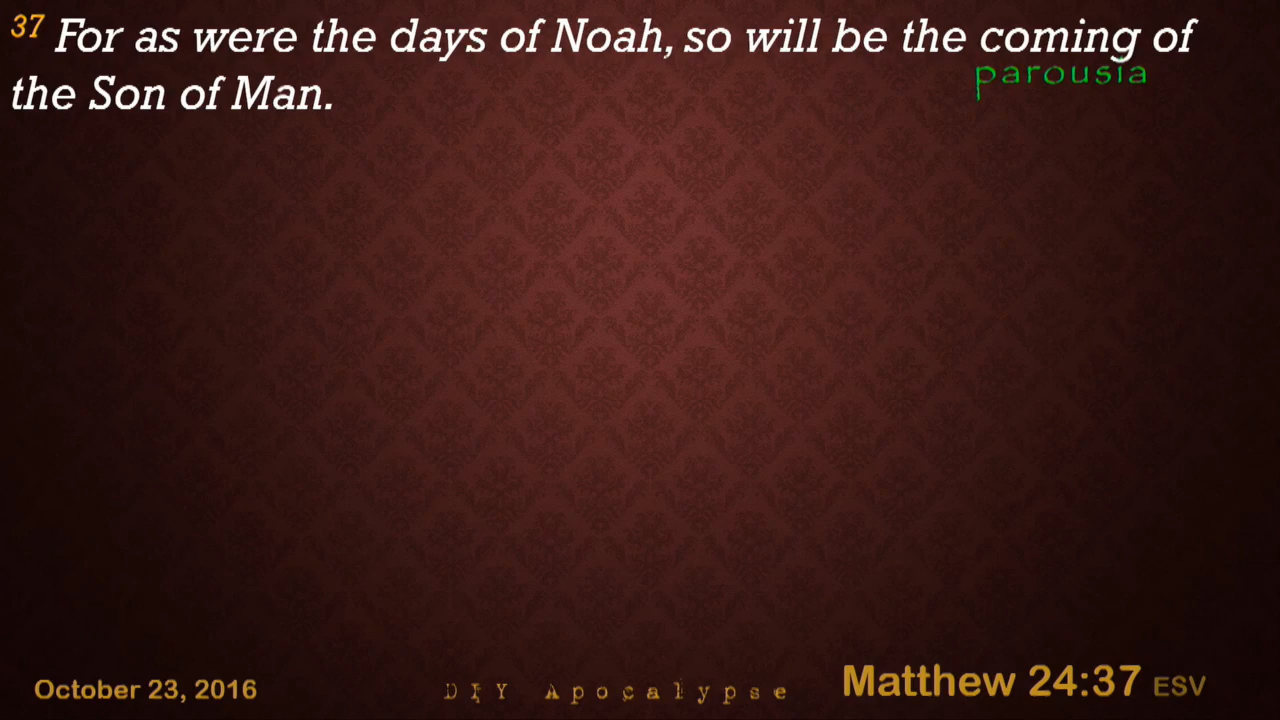 37 For as were the days of Noah, so will be the coming of
parousia
the Son of Man.
October 23, 2016
DIY Apocalypse
Matthew 24:37 ESV